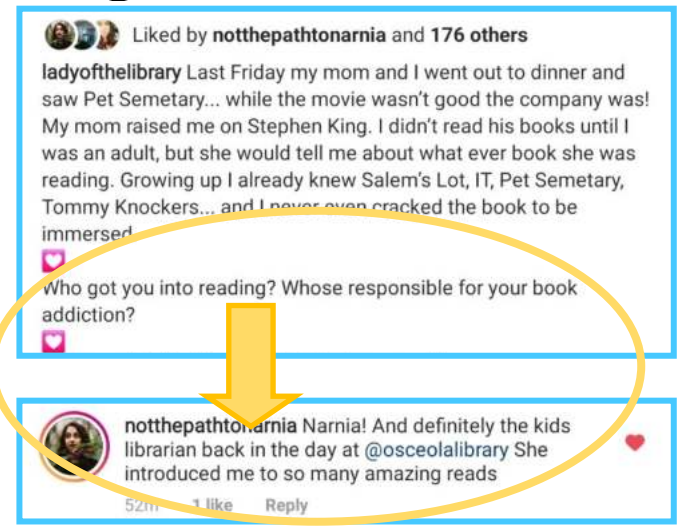 Liked by notthepathtonarnia and 176 others
ladyofthelibrary Last Friday my mom and I went out to dinner and
saw Pet Semetary... while the movie wasn't good the company was!
My mom raised me on Stephen King. I didn't read his books until I
was an adult, but she would tell me about what ever book she was
reading. Growing up I already knew Salem's Lot, IT, Pet Semetary,
Tommy Knockers... and I never even cracked the book to be
immersed
Who got you into reading? Whose responsible for your book
addiction?
notthepathtonarnia Narnia! And definitely the kids
librarian back in the day at @osceolalibrary She
introduced me to so many amazing reads
52m 1 like Reply